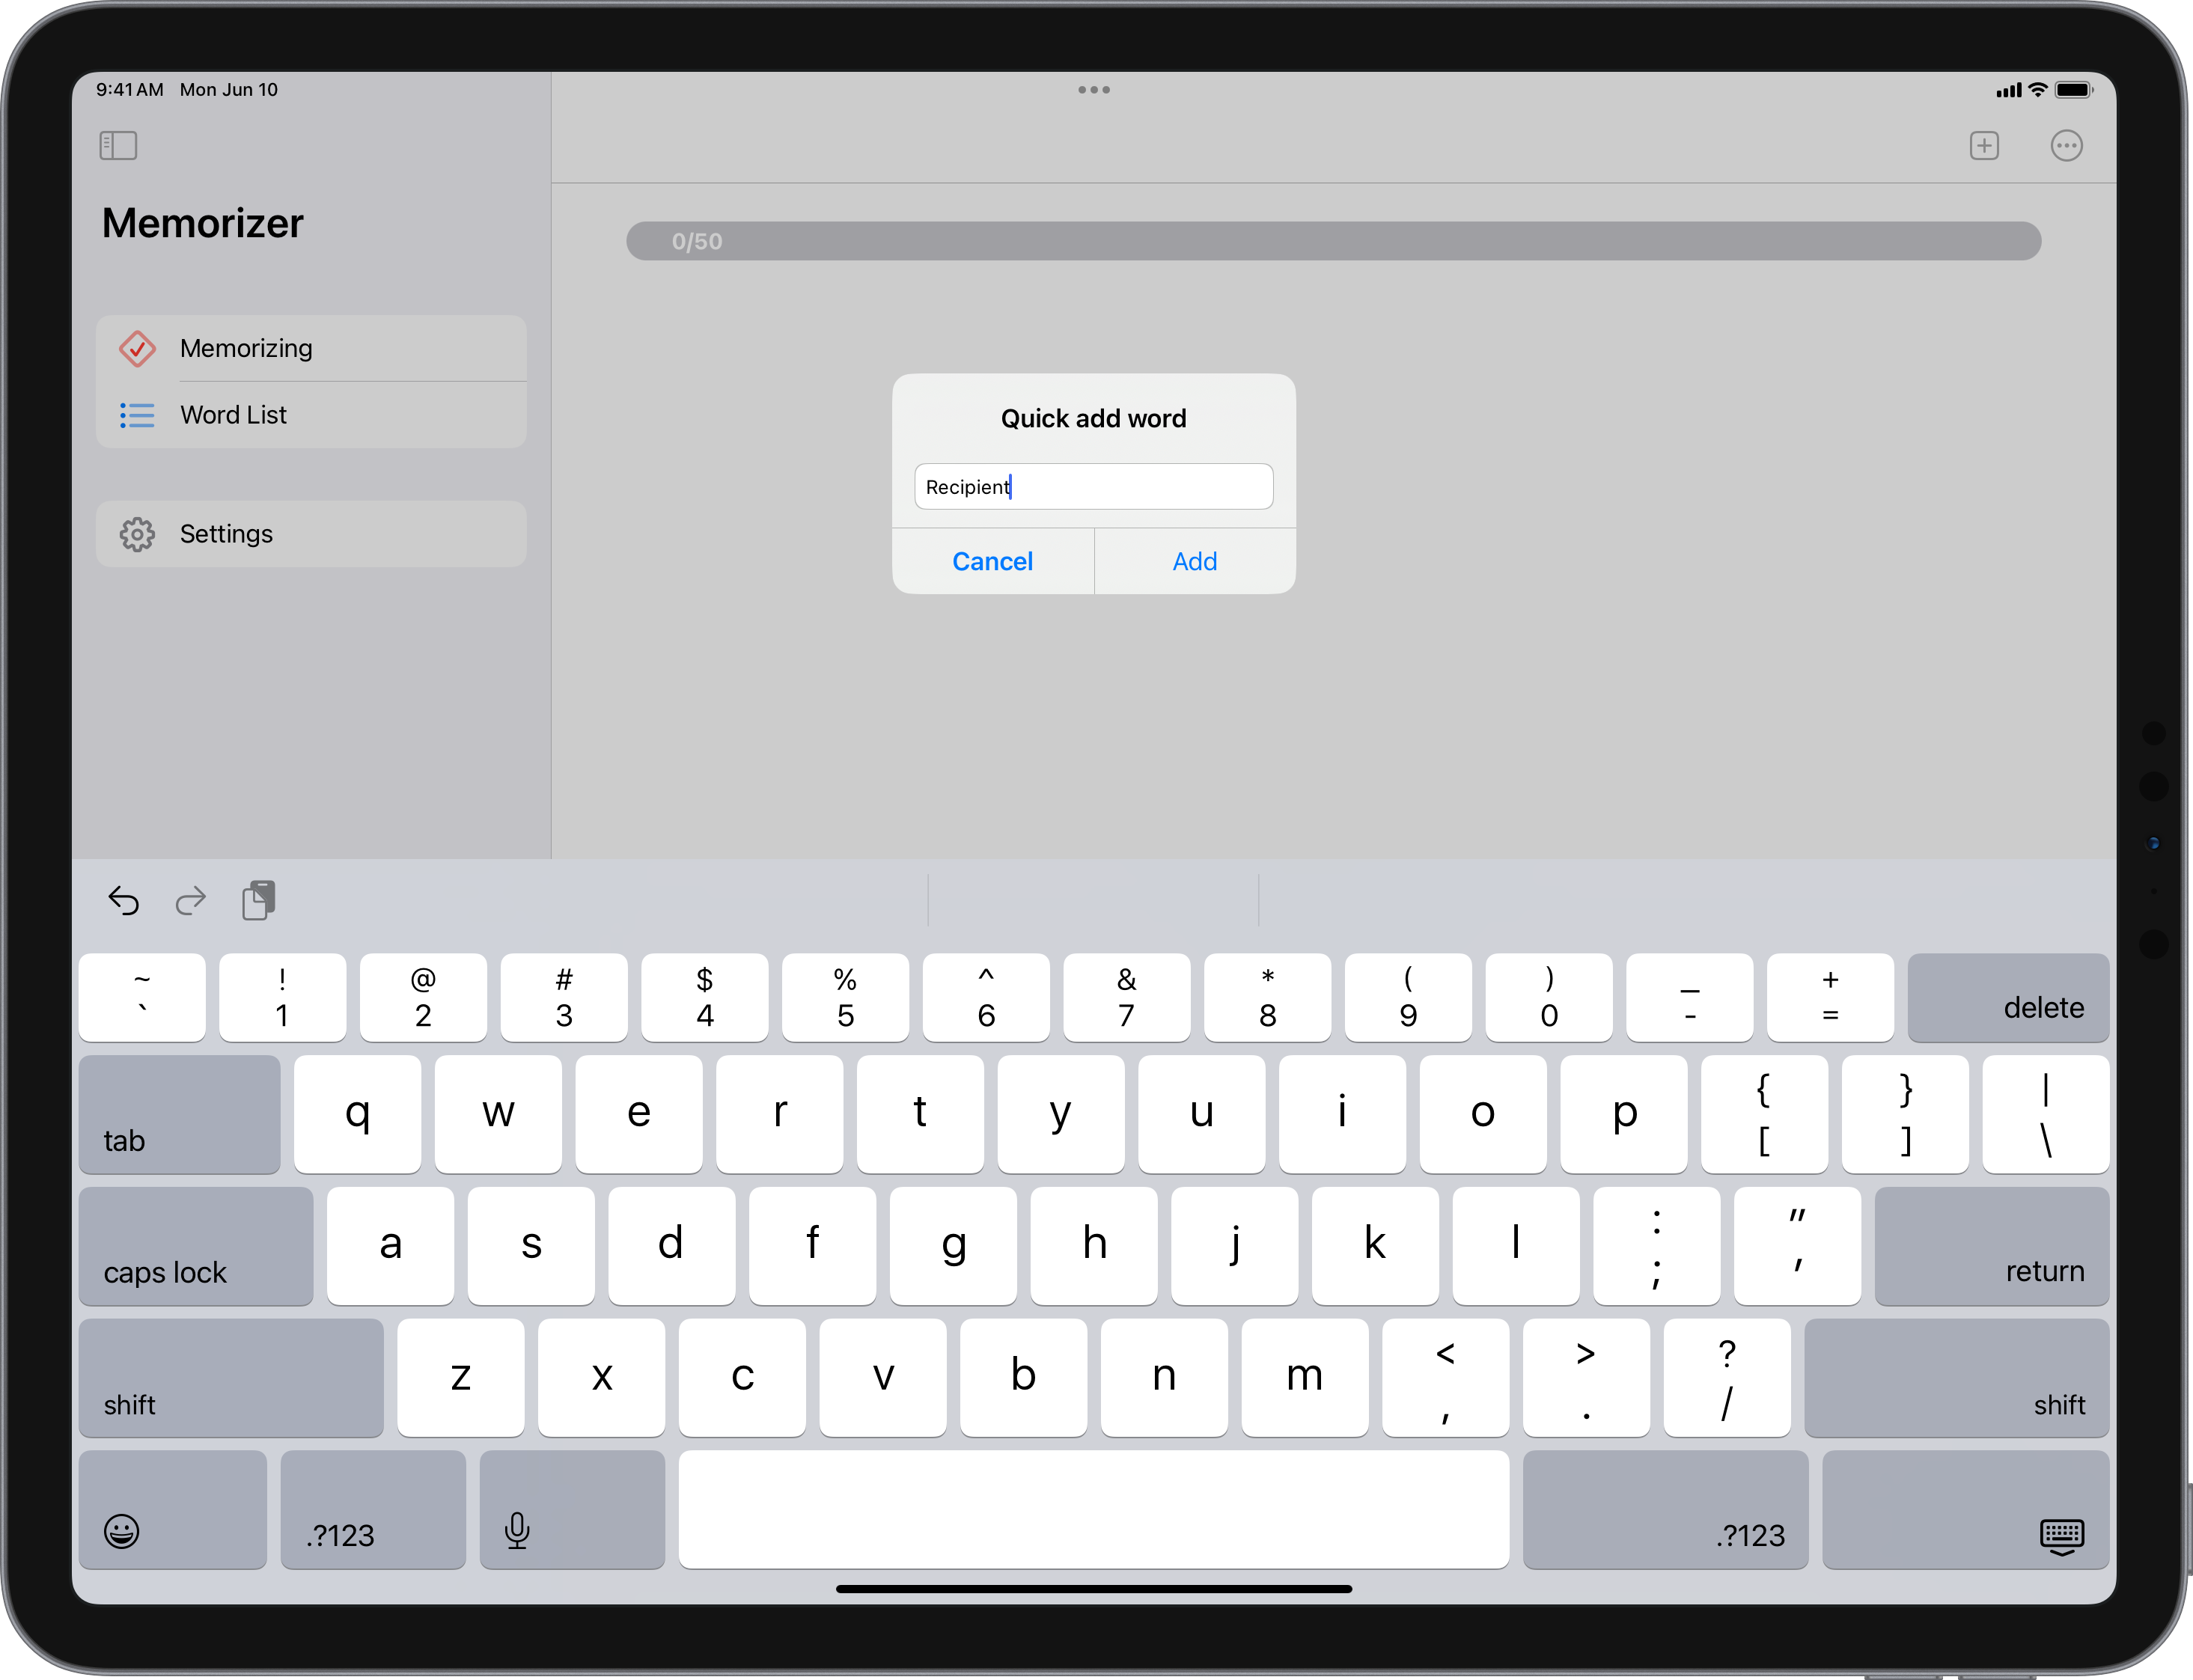 9:41 AM Mon Jun 10
Memorizer
Memorizing
Word List
Settings
0/50
Quick add word
Recipient
Cancel Add
~ ! @ # $ % ^ & * ( ) _ +
` 1 2 3 4 5 6 7 8 9 0 - = delete
tab q w e r t y u i o p { } |
[ ] \
caps lock a s d f g h j k l : "
; ' return
shift z x c v b n m < > ?
, . / shift
.?123 .?123